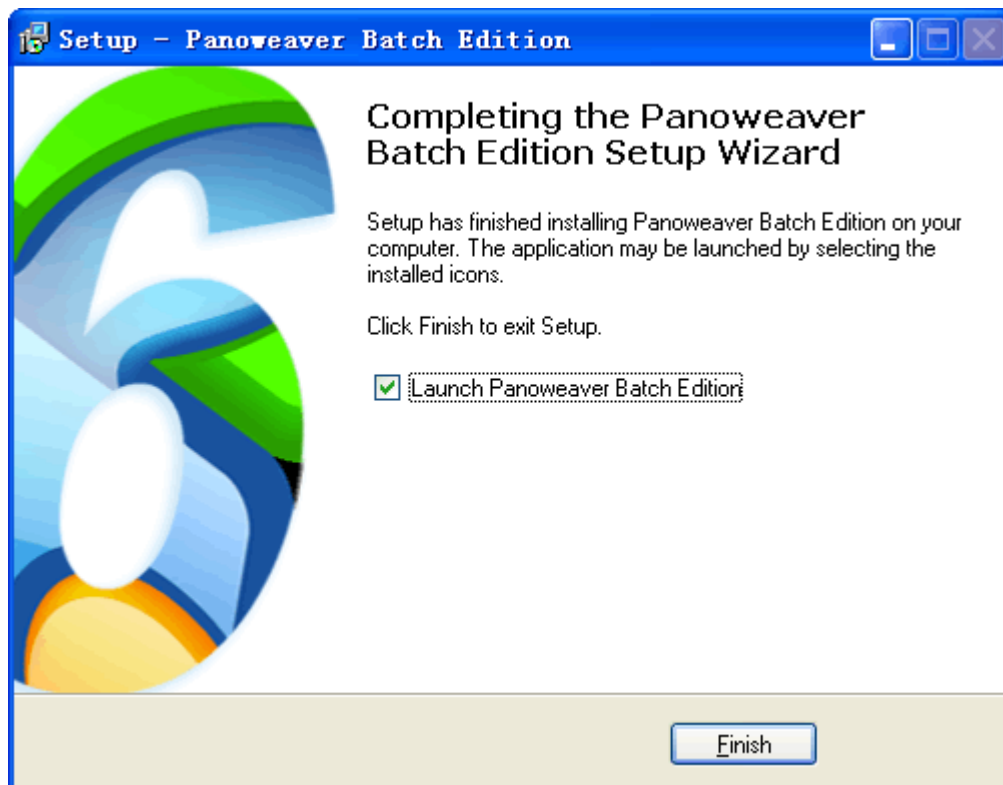 Setup - Panoweaver Batch Edition
Completing the Panoweaver
Batch Edition Setup Wizard
Setup has finished installing Panoweaver Batch Edition on your
computer. The application may be launched by selecting the
installed icons.
Click Finish to exit Setup.
Launch Panoweaver Batch Edition
6
Finish